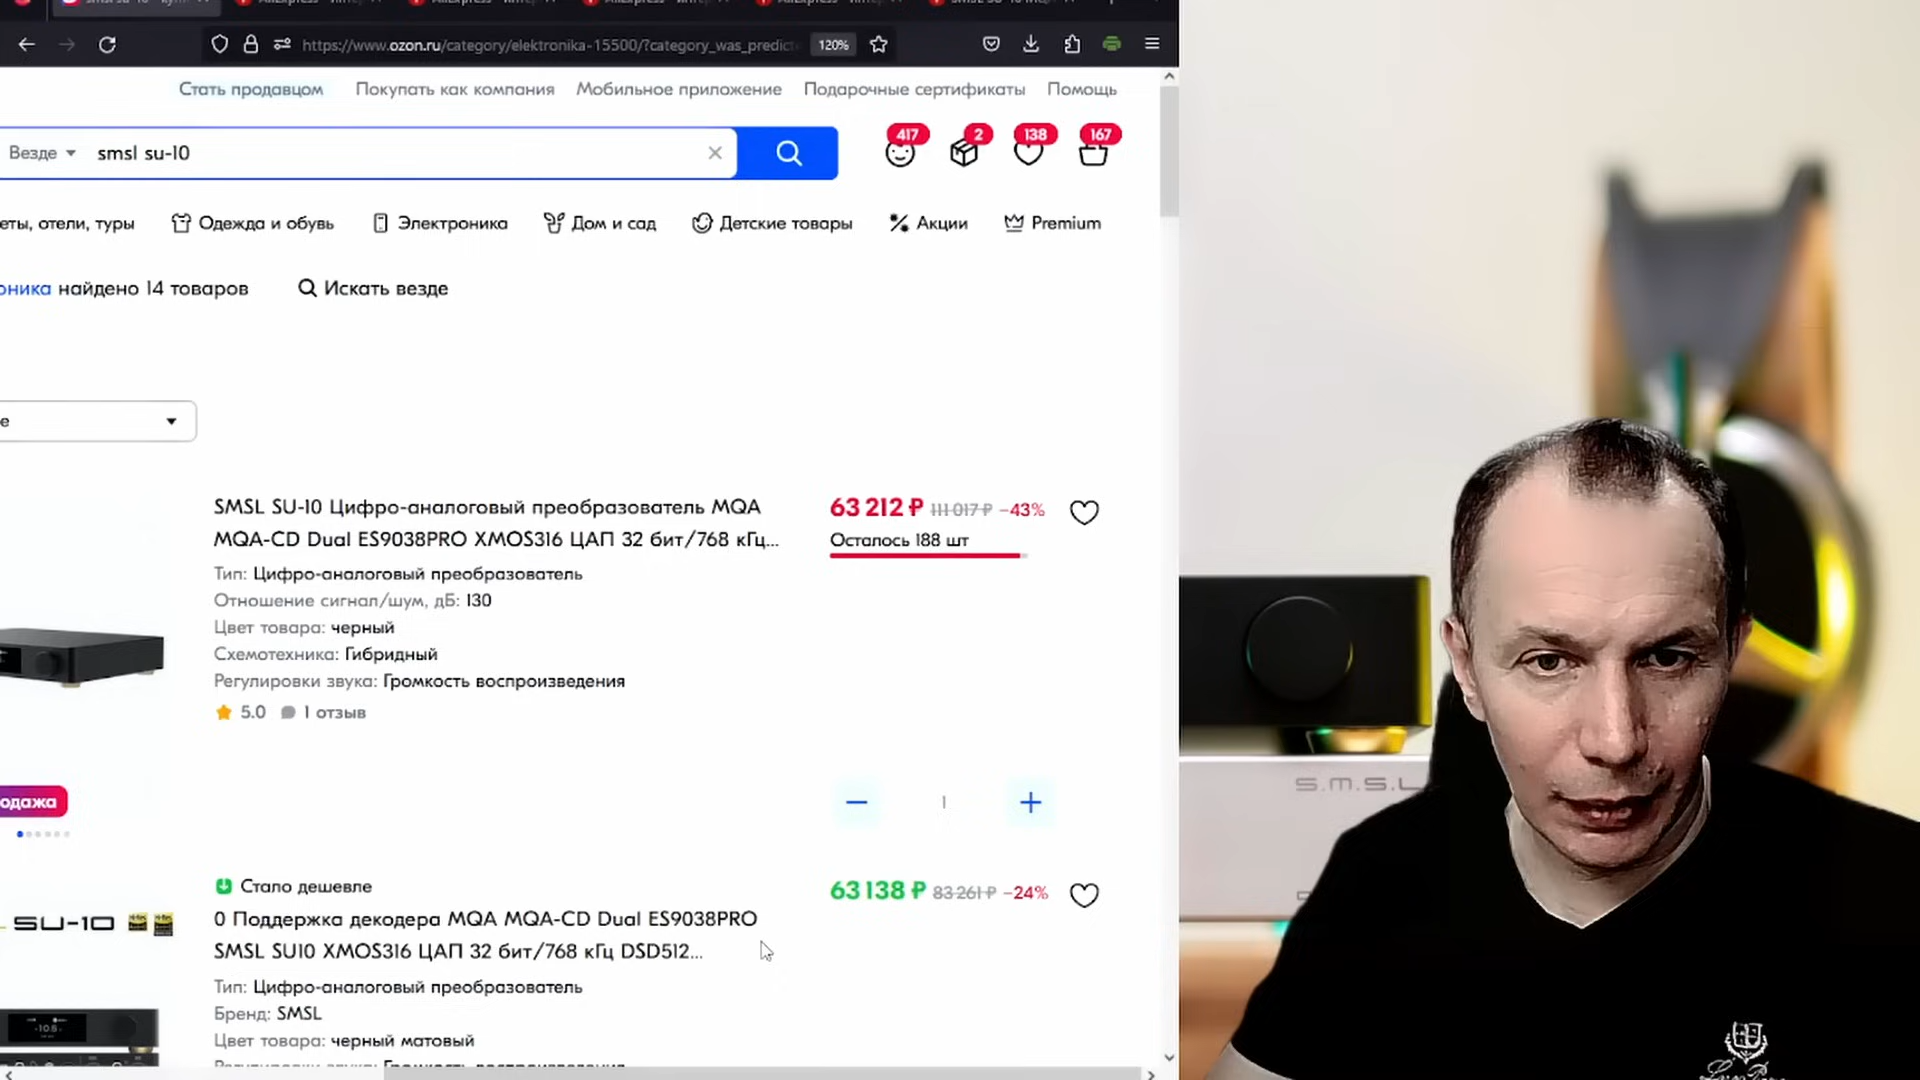 https://www.ozon.ru/category/elektronika-15500/?category_was_predict
120%
Стать продавцом
Покупать как компания
Мобильное приложение
Подарочные сертификаты
Помощь
Везде
smsl su-10
417
2
138
167
отели, туры
Одежда и обувь
Электроника
Дом и сад
Детские товары
Акции
Premium
найдено 14 товаров
Искать везде
SMSL SU-10 Цифро-аналоговый преобразователь MQA
MQA-CD Dual ES9038PRO XMOS316 ЦАП 32 бит/768 кГц...
63 212 ₽ 111 017 ₽ −43%
Осталось 188 шт
Тип: Цифро-аналоговый преобразователь
Отношение сигнал/шум, дБ: 130
Цвет товара: черный
Схемотехника: Гибридный
Регулировки звука: Громкость воспроизведения
5.0 1 отзыв
1
Стало дешевле
0 Поддержка декодера MQA MQA-CD Dual ES9038PRO
SMSL SU10 XMOS316 ЦАП 32 бит/768 кГц DSD512...
63 138 ₽ 83 261 ₽ −24%
Тип: Цифро-аналоговый преобразователь
Бренд: SMSL
Цвет товара: черный матовый
SU-10
S.M.S.L